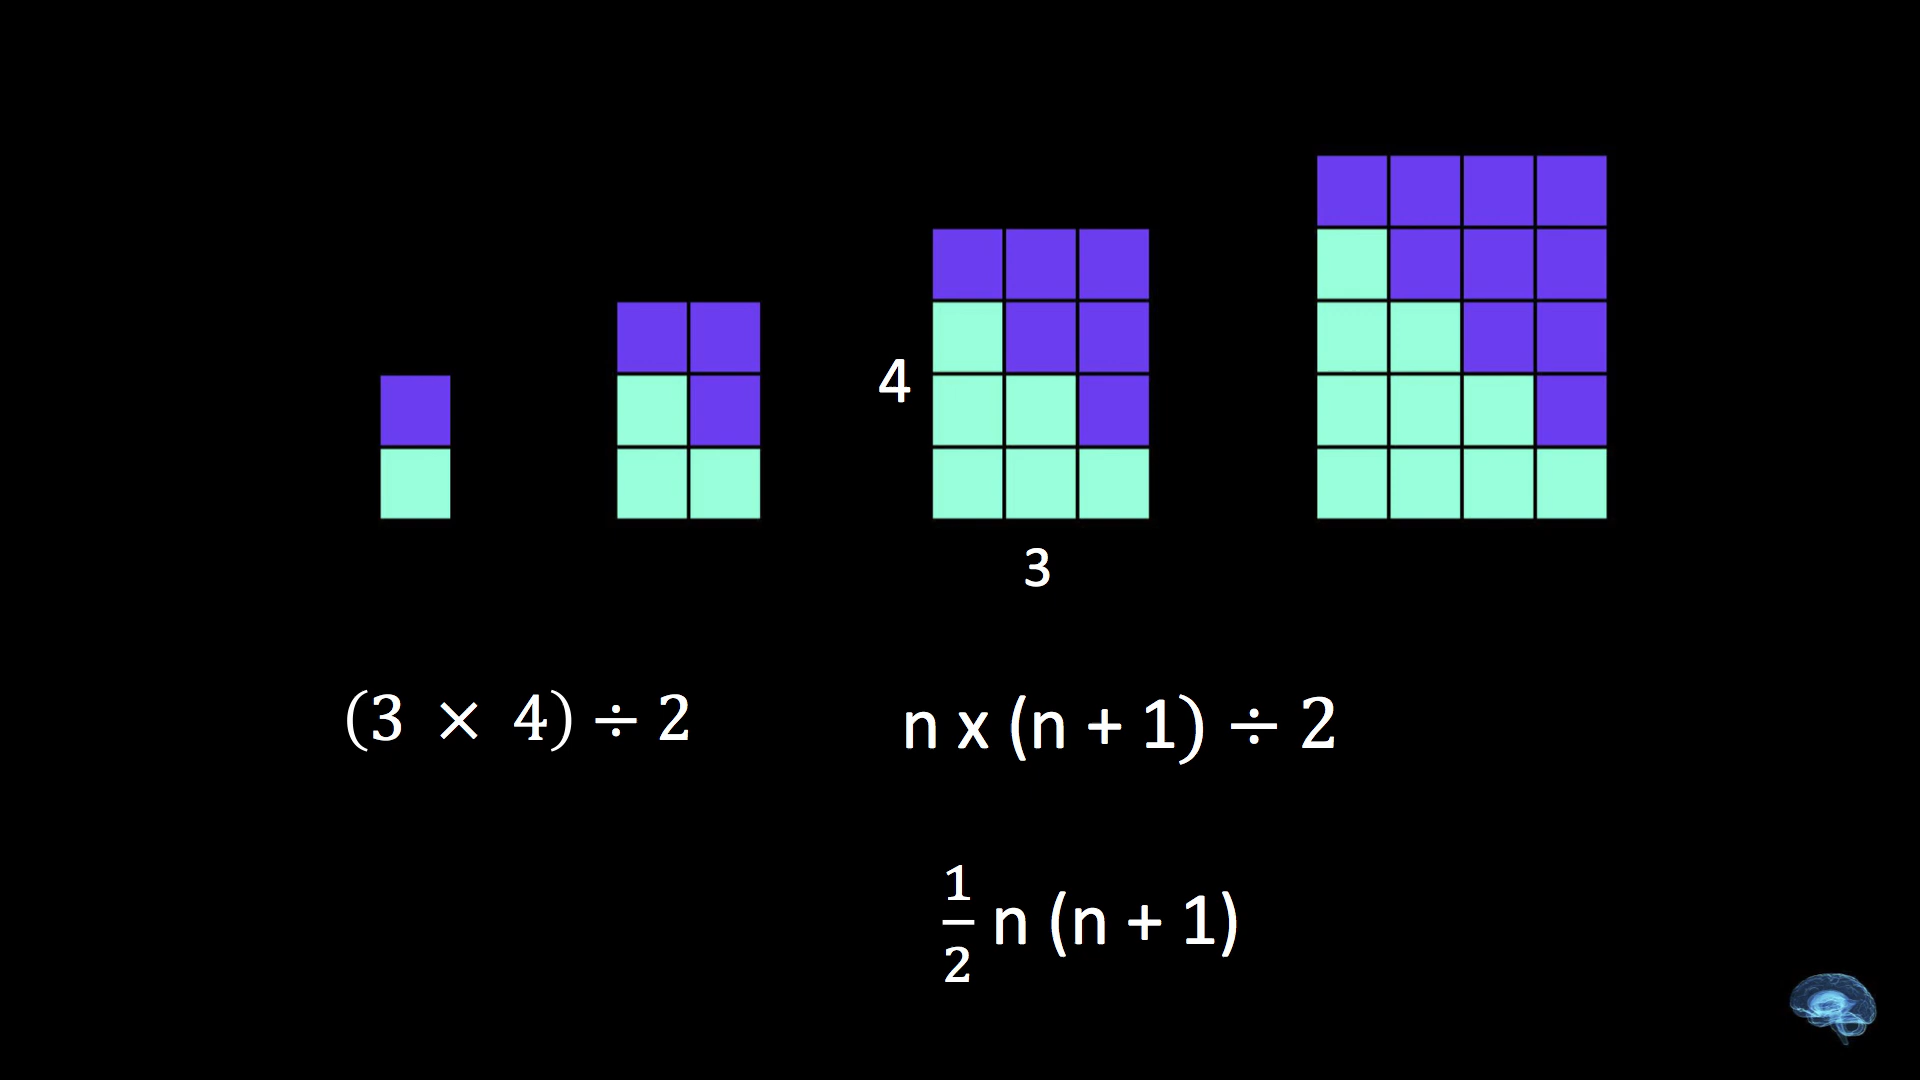 4
3
(3 × 4) ÷ 2
n x (n + 1) ÷ 2
1/2 n (n + 1)